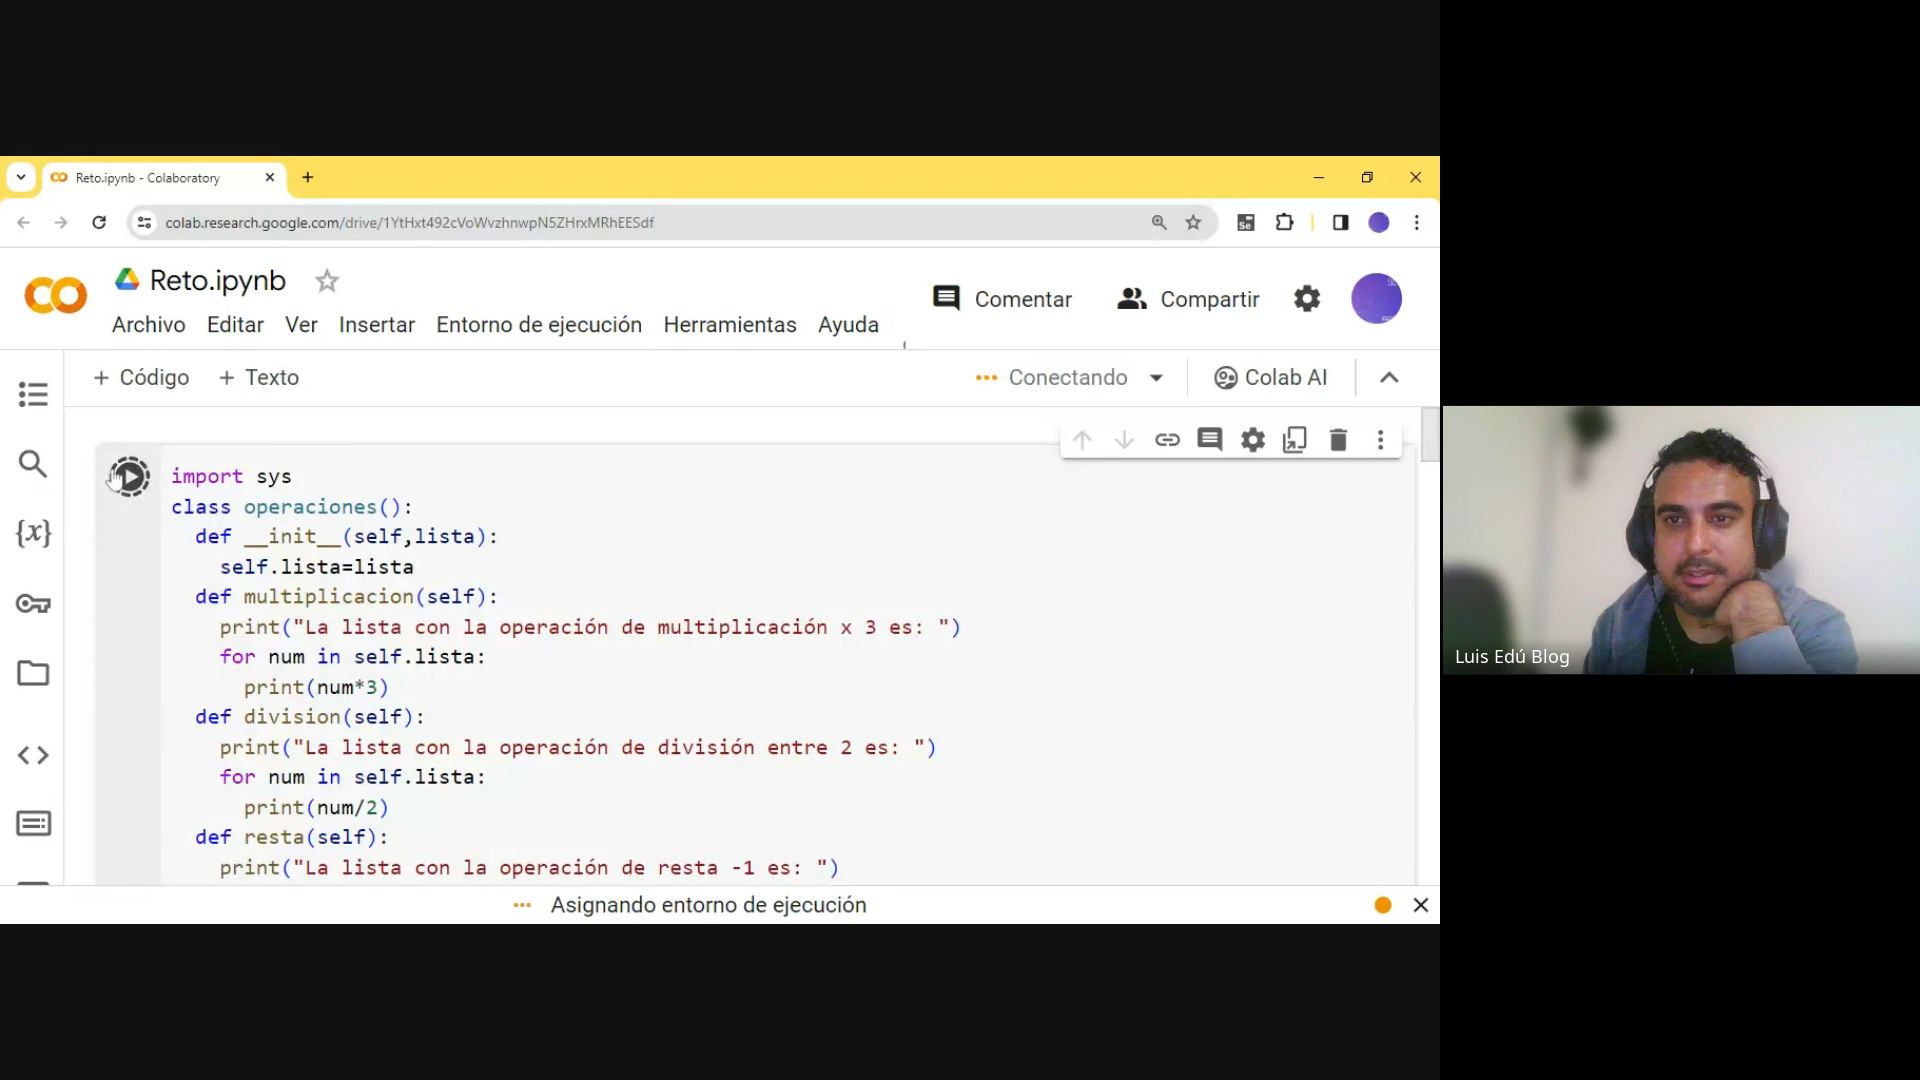 Reto.ipynb - Colaboratory
colab.research.google.com/drive/1YtHxt492cVoWvzhnwpN5ZHrxMRhEESdf
Se
Reto.ipynb
Comentar
Compartir
Archivo Editar Ver Insertar Entorno de ejecución Herramientas Ayuda
+ Código + Texto
Conectando
Colab AI
import sys
class operaciones():
def __init__(self,lista):
self.lista=lista
def multiplicacion(self):
print("La lista con la operación de multiplicación x 3 es: ")
for num in self.lista:
print(num*3)
def division(self):
print("La lista con la operación de división entre 2 es: ")
for num in self.lista:
print(num/2)
def resta(self):
print("La lista con la operación de resta -1 es: ")
{x}
Asignando entorno de ejecución
Luis Edú Blog